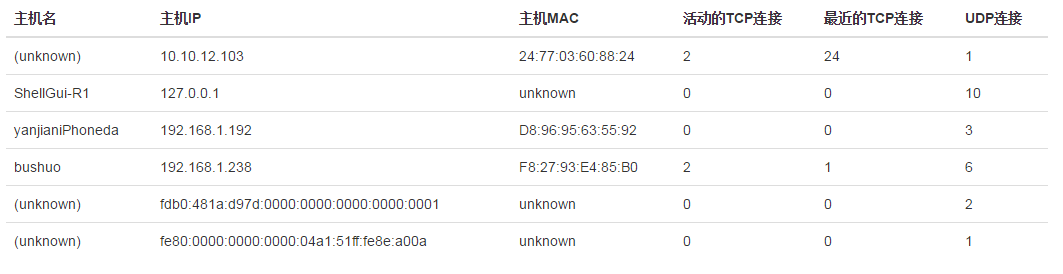 主机名 主机IP 主机MAC 活动的TCP连接 最近的TCP连接 UDP连接
(unknown) 10.10.12.103 24:77:03:60:88:24 2 24 1
ShellGui-R1 127.0.0.1 unknown 0 0 10
yanjianiPhoneda 192.168.1.192 D8:96:95:63:55:92 0 0 3
bushuo 192.168.1.238 F8:27:93:E4:85:B0 2 1 6
(unknown) fdb0:481a:d97d:0000:0000:0000:0000:0001 unknown 0 0 2
(unknown) fe80:0000:0000:0000:04a1:51ff:fe8e:a00a unknown 0 0 1